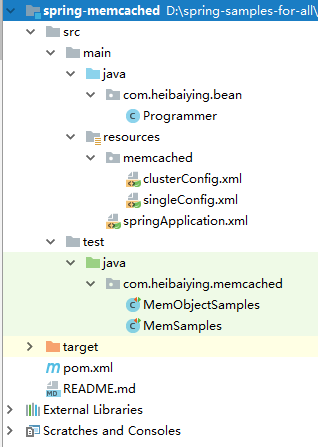 spring-memcached D:\spring-samples-for-all\
src
main
java
com.heibaiying.bean
Programmer
resources
memcached
clusterConfig.xml
singleConfig.xml
springApplication.xml
test
java
com.heibaiying.memcached
MemObjectSamples
MemSamples
target
pom.xml
README.md
External Libraries
Scratches and Consoles